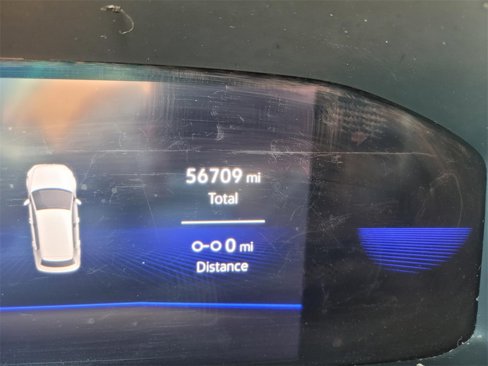 56709 mi
Total
0 mi
Distance